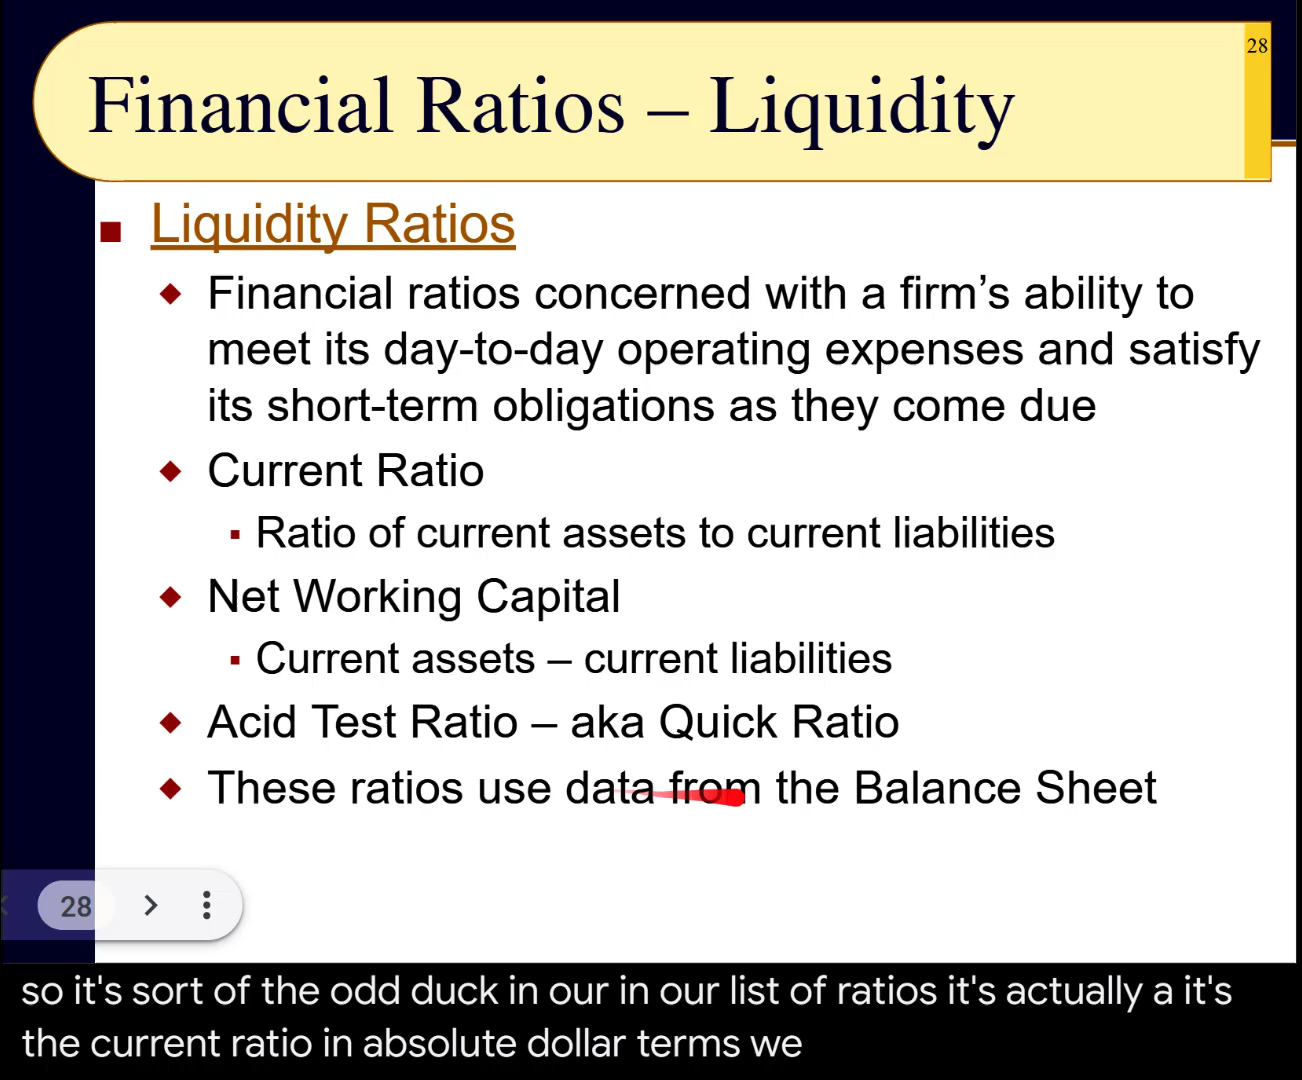 28
Financial Ratios – Liquidity
Liquidity Ratios
Financial ratios concerned with a firm’s ability to
meet its day-to-day operating expenses and satisfy
its short-term obligations as they come due
Current Ratio
Ratio of current assets to current liabilities
Net Working Capital
Current assets – current liabilities
Acid Test Ratio – aka Quick Ratio
These ratios use data from the Balance Sheet
28
so it's sort of the odd duck in our in our list of ratios it's actually a it's
the current ratio in absolute dollar terms we